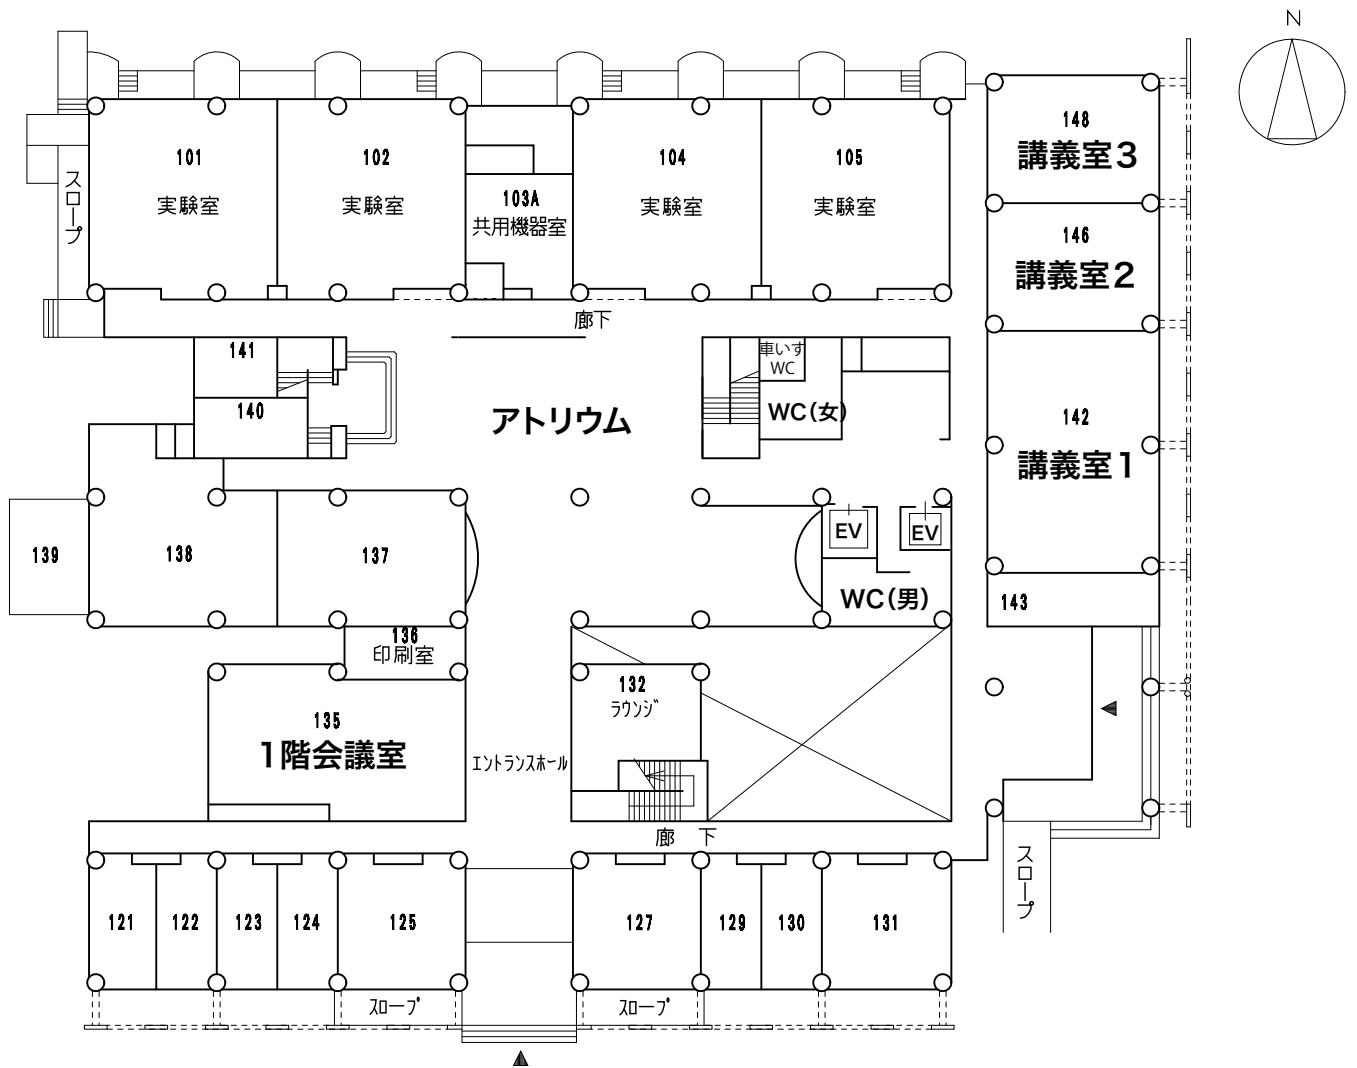 N
101
実験室
102
実験室
103A
共用機器室
104
実験室
105
実験室
148
講義室3
146
講義室2
142
講義室1
143
スロープ
廊下
141
140
アトリウム
車いす
WC
WC(女)
139
138
137
EV
EV
WC(男)
136
印刷室
135
1階会議室
エントランスホール
132
ラウンジ
廊 下
121
122
123
124
125
127
129
130
131
スロープ
スロープ
スロープ